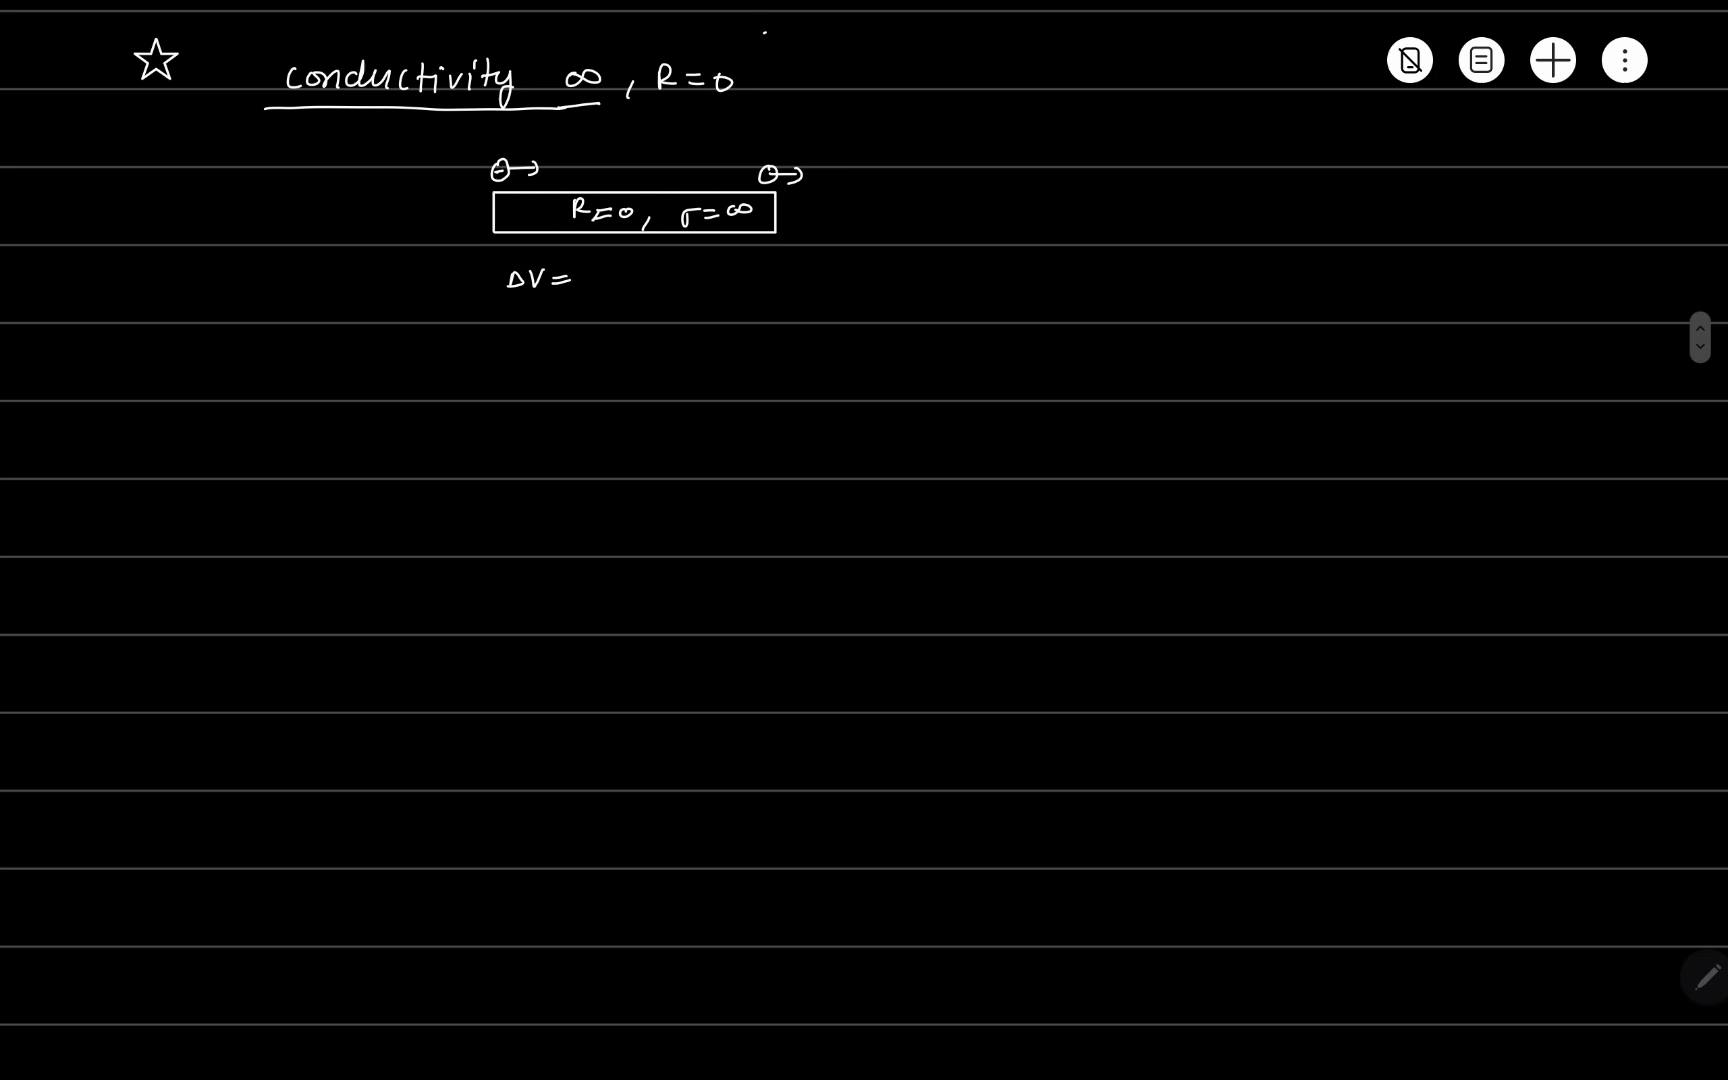 conductivity ∞ , R = 0
R = 0 , σ = ∞
ΔV =